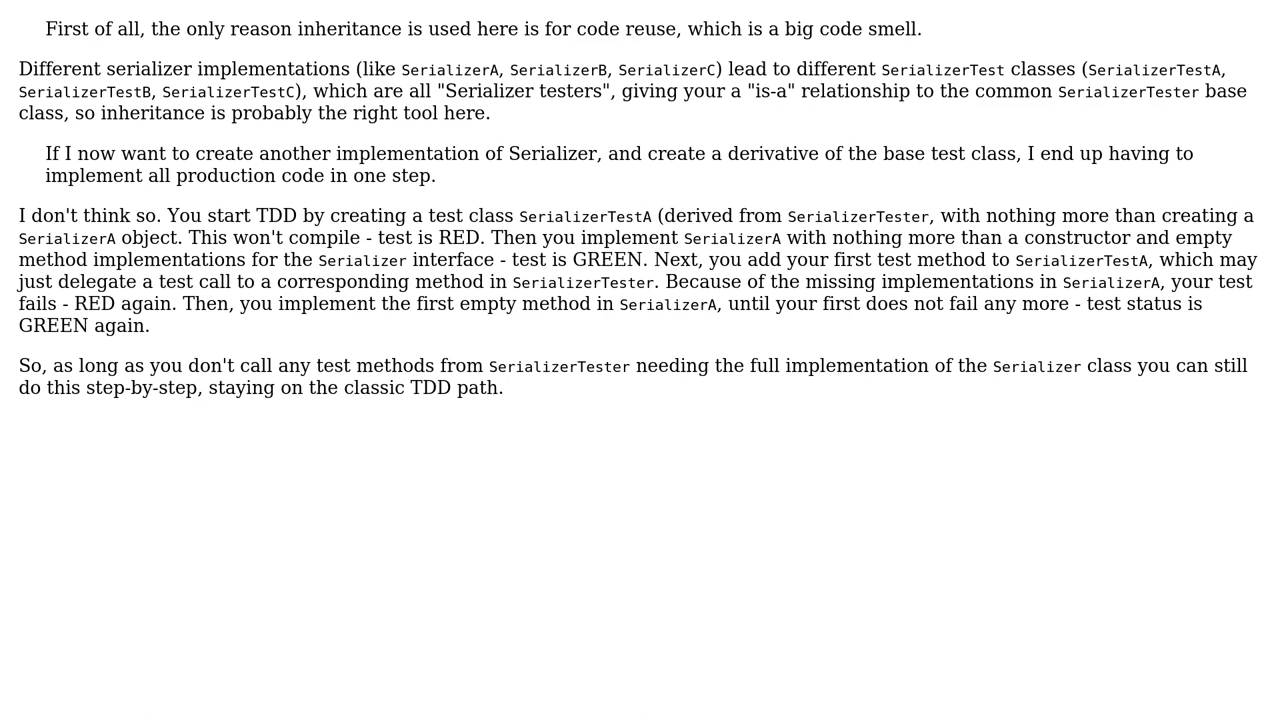 First of all, the only reason inheritance is used here is for code reuse, which is a big code smell.
Different serializer implementations (like SerializerA, SerializerB, SerializerC) lead to different SerializerTest classes (SerializerTestA,
SerializerTestB, SerializerTestC), which are all "Serializer testers", giving your a "is-a" relationship to the common SerializerTester base
class, so inheritance is probably the right tool here.
If I now want to create another implementation of Serializer, and create a derivative of the base test class, I end up having to
implement all production code in one step.
I don't think so. You start TDD by creating a test class SerializerTestA (derived from SerializerTester, with nothing more than creating a
SerializerA object. This won't compile - test is RED. Then you implement SerializerA with nothing more than a constructor and empty
method implementations for the Serializer interface - test is GREEN. Next, you add your first test method to SerializerTestA, which may
just delegate a test call to a corresponding method in SerializerTester. Because of the missing implementations in SerializerA, your test
fails - RED again. Then, you implement the first empty method in SerializerA, until your first does not fail any more - test status is
GREEN again.
So, as long as you don't call any test methods from SerializerTester needing the full implementation of the Serializer class you can still
do this step-by-step, staying on the classic TDD path.